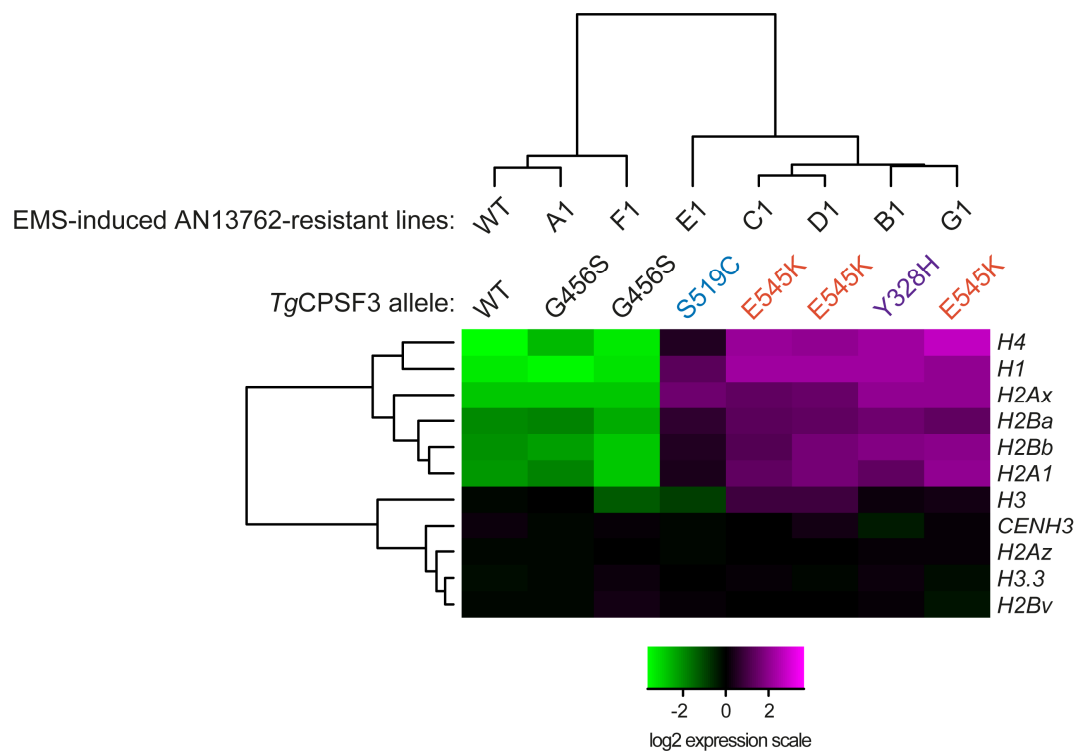 EMS-induced AN13762-resistant lines: WT A1 F1 E1 C1 D1 B1 G1
TgCPSF3 allele: WT G456S G456S S519C E545K E545K Y328H E545K
H4
H1
H2Ax
H2Ba
H2Bb
H2A1
H3
CENH3
H2Az
H3.3
H2Bv
-2 0 2
log2 expression scale